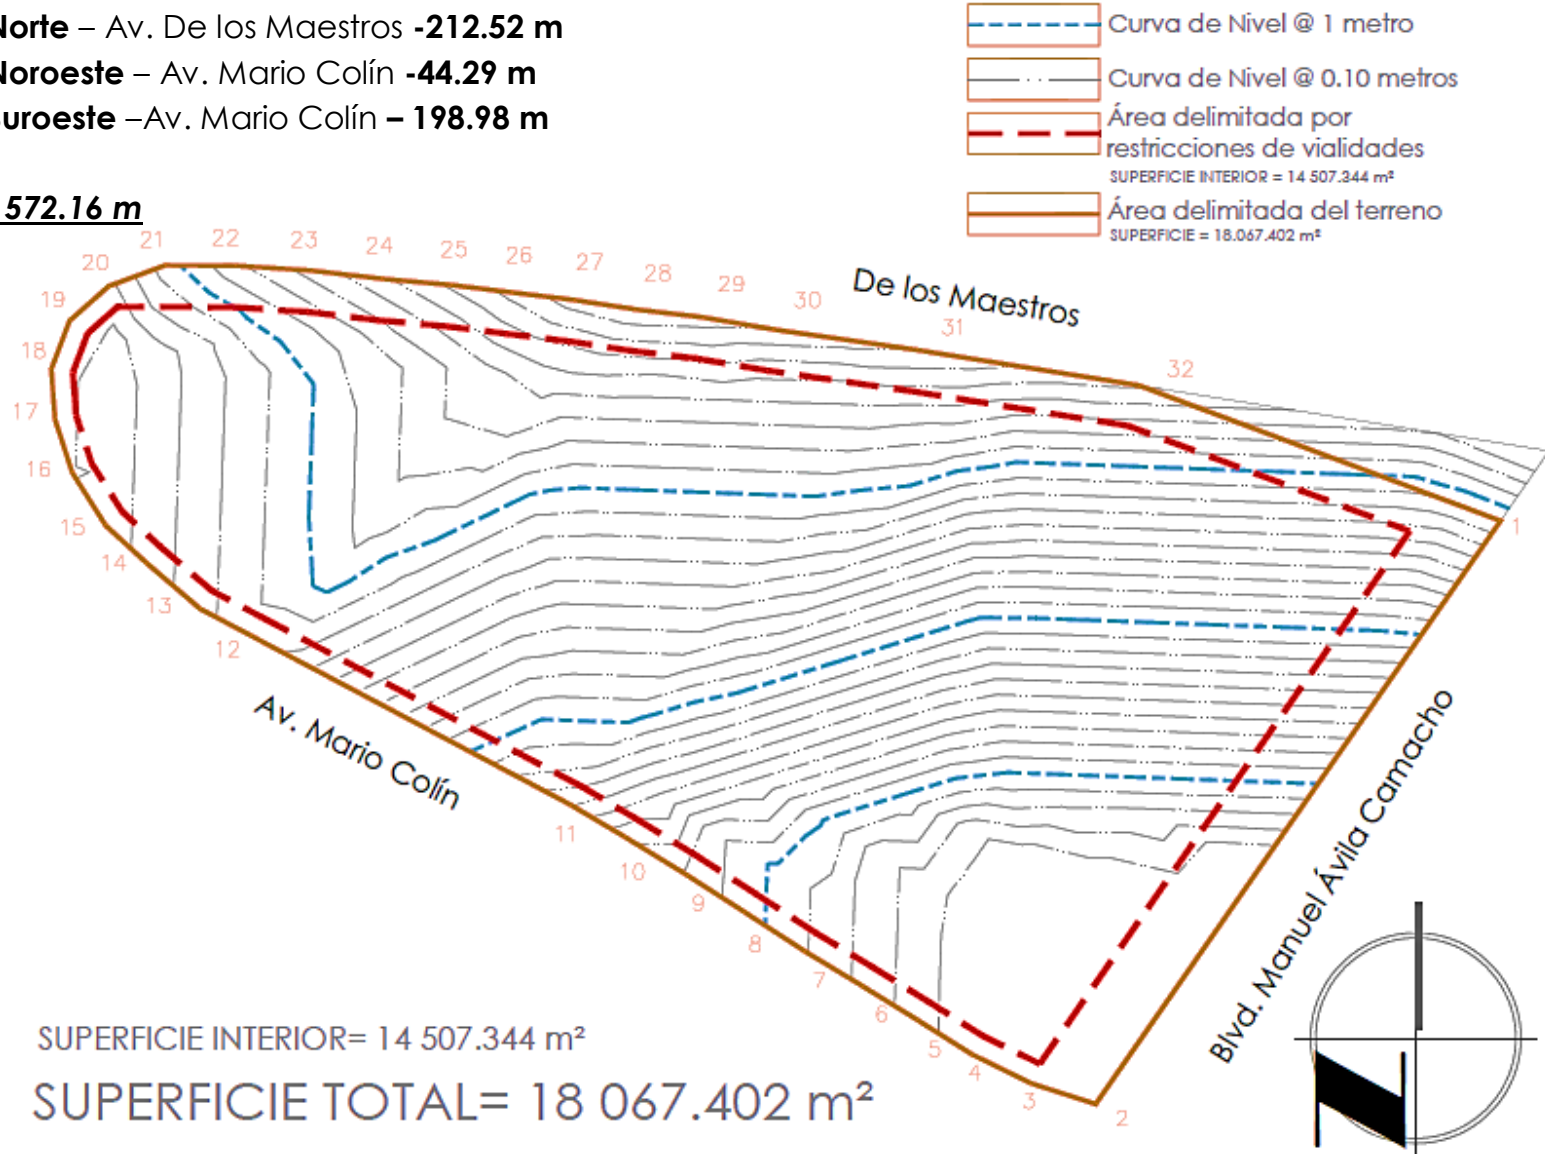 Norte – Av. De los Maestros -212.52 m
Noroeste – Av. Mario Colín -44.29 m
uroeste –Av. Mario Colín – 198.98 m
572.16 m
Curva de Nivel @ 1 metro
Curva de Nivel @ 0.10 metros
Área delimitada por
restricciones de vialidades
SUPERFICIE INTERIOR = 14 507.344 m²
Área delimitada del terreno
SUPERFICIE = 18.067.402 m²
De los Maestros
21
22
23
24
25
26
27
28
29
30
31
32
20
19
18
17
16
15
14
13
12
11
10
9
8
7
6
5
4
3
2
1
Av. Mario Colín
Blvd. Manuel Ávila Camacho
SUPERFICIE INTERIOR= 14 507.344 m²
SUPERFICIE TOTAL= 18 067.402 m²
N